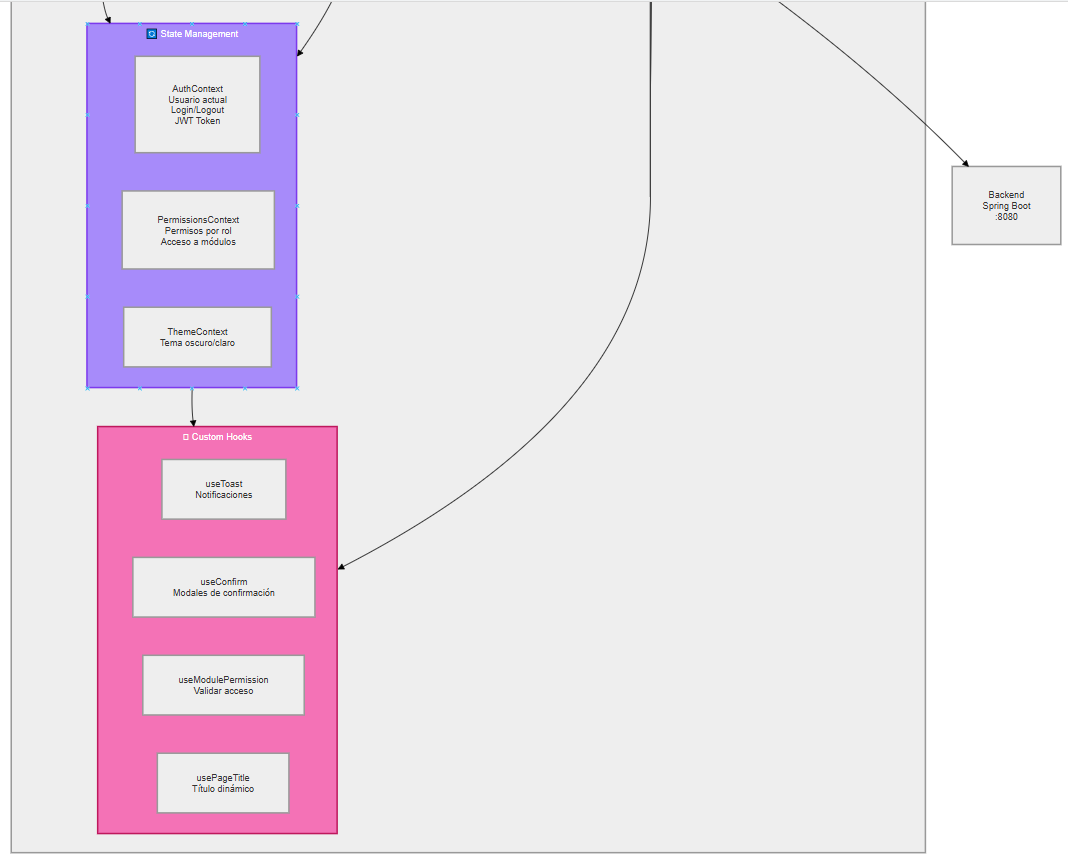 State Management
AuthContext
Usuario actual
Login/Logout
JWT Token
PermissionsContext
Permisos por rol
Acceso a módulos
ThemeContext
Tema oscuro/claro
Backend
Spring Boot
:8080
Custom Hooks
useToast
Notificaciones
useConfirm
Modales de confirmación
useModulePermission
Validar acceso
usePageTitle
Título dinámico